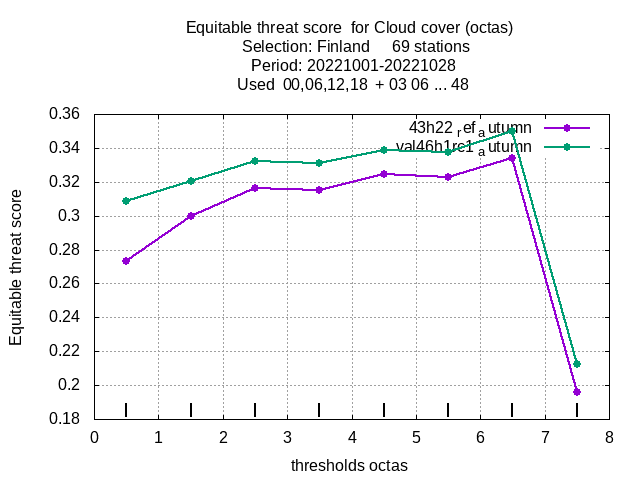 Equitable threat score  for Cloud cover (octas)
Selection: Finland     69 stations
Period: 20221001-20221028
Used  00,06,12,18  + 03 06 ... 48
0.36
0.34
0.32
0.3
0.28
0.26
0.24
0.22
0.2
0.18
Equitable threat score
43h22 ref autumn
val46h1re1 autumn
0 1 2 3 4 5 6 7 8
thresholds octas